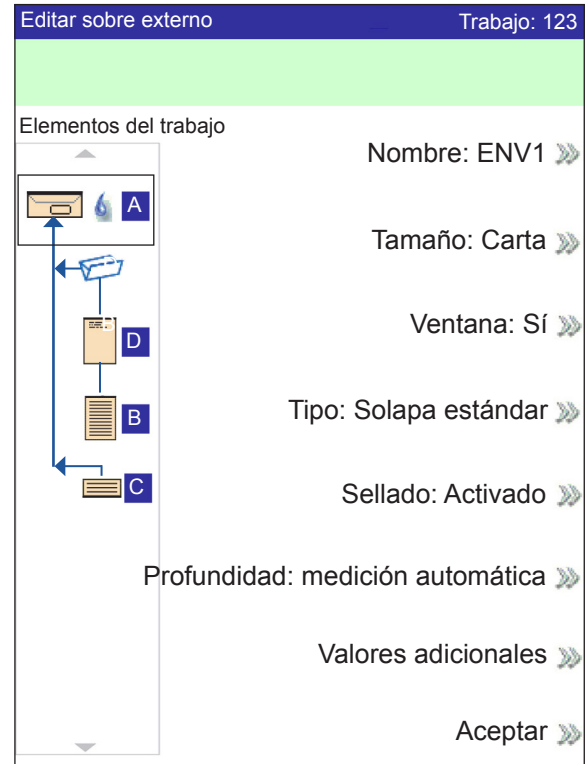 Editar sobre externo Trabajo: 123
Elementos del trabajo
Nombre: ENV1
A
Tamaño: Carta
Ventana: Sí
D
Tipo: Solapa estándar
B
Sellado: Activado
C
Profundidad: medición automática
Valores adicionales
Aceptar